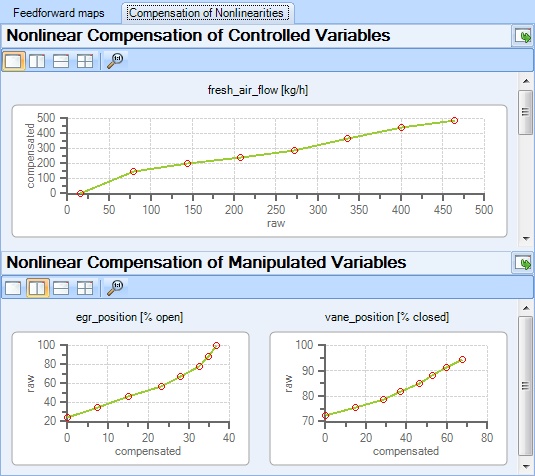 Feedforward maps Compensation of Nonlinearities
Nonlinear Compensation of Controlled Variables
fresh_air_flow [kg/h]
compensated
500
400
300
200
100
0
0 50 100 150 200 250 300 350 400 450 500
raw
Nonlinear Compensation of Manipulated Variables
egr_position [% open]
raw
100
80
60
40
20
0 10 20 30 40
compensated
vane_position [% closed]
raw
100
90
80
70
0 20 40 60 80
compensated